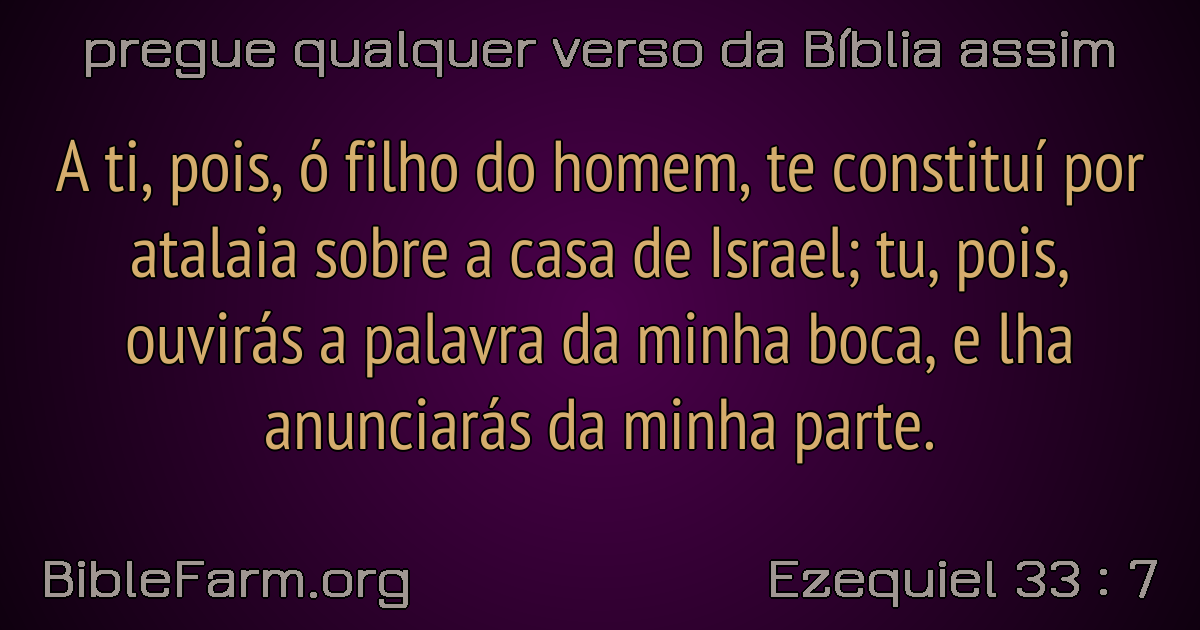 pregue qualquer verso da Bíblia assim
A ti, pois, ó filho do homem, te constituí por
atalaia sobre a casa de Israel; tu, pois,
ouvirás a palavra da minha boca, e lha
anunciarás da minha parte.
BibleFarm.org
Ezequiel 33 : 7